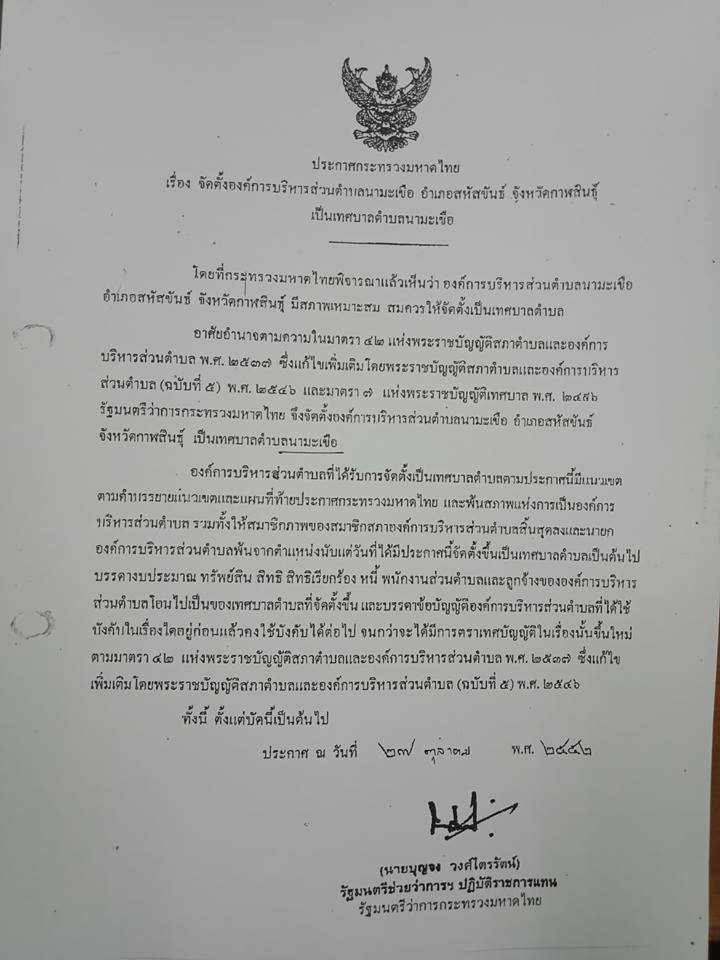 ประกาศกระทรวงมหาดไทย
เรื่อง จัดตั้งองค์การบริหารส่วนตำบลนามะเขือ อำเภอสหัสขันธ์ จังหวัดกาฬสินธุ์
เป็นเทศบาลตำบลนามะเขือ
โดยที่กระทรวงมหาดไทยพิจารณาแล้วเห็นว่า องค์การบริหารส่วนตำบลนามะเขือ
อำเภอสหัสขันธ์ จังหวัดกาฬสินธุ์ มีสภาพเหมาะสม สมควรให้จัดตั้งเป็นเทศบาลตำบล
อาศัยอำนาจตามความในมาตรา ๔๒ แห่งพระราชบัญญัติสภาตำบลและองค์การ
บริหารส่วนตำบล พ.ศ. ๒๕๓๗ ซึ่งแก้ไขเพิ่มเติมโดยพระราชบัญญัติสภาตำบลและองค์การบริหาร
ส่วนตำบล (ฉบับที่ ๕) พ.ศ. ๒๕๔๖ และมาตรา ๗ แห่งพระราชบัญญัติเทศบาล พ.ศ. ๒๔๙๖
รัฐมนตรีว่าการกระทรวงมหาดไทย จึงจัดตั้งองค์การบริหารส่วนตำบลนามะเขือ อำเภอสหัสขันธ์
จังหวัดกาฬสินธุ์ เป็นเทศบาลตำบลนามะเขือ
องค์การบริหารส่วนตำบลที่ได้รับการจัดตั้งเป็นเทศบาลตำบลตามประกาศนี้มีแนวเขต
ตามคำบรรยายแนวเขตและแผนที่ท้ายประกาศกระทรวงมหาดไทย และพ้นสภาพแห่งการเป็นองค์การ
บริหารส่วนตำบล รวมทั้งให้สมาชิกภาพของสมาชิกสภาองค์การบริหารส่วนตำบลสิ้นสุดลงและนายก
องค์การบริหารส่วนตำบลพ้นจากตำแหน่งนับแต่วันที่ได้มีประกาศนี้จัดตั้งขึ้นเป็นเทศบาลตำบลเป็นต้นไป
บรรดางบประมาณ ทรัพย์สิน สิทธิ สิทธิเรียกร้อง หนี้ พนักงานส่วนตำบลและลูกจ้างขององค์การบริหาร
ส่วนตำบลโอนไปเป็นของเทศบาลตำบลที่จัดตั้งขึ้น และบรรดาข้อบัญญัติองค์การบริหารส่วนตำบลที่ได้ใช้
บังคับในเรื่องใดอยู่ก่อนแล้วคงใช้บังคับได้ต่อไป จนกว่าจะได้มีการตราเทศบัญญัติในเรื่องนั้นขึ้นใหม่
ตามมาตรา ๔๒ แห่งพระราชบัญญัติสภาตำบลและองค์การบริหารส่วนตำบล พ.ศ. ๒๕๓๗ ซึ่งแก้ไข
เพิ่มเติมโดยพระราชบัญญัติสภาตำบลและองค์การบริหารส่วนตำบล (ฉบับที่ ๕) พ.ศ. ๒๕๔๖
ทั้งนี้ ตั้งแต่บัดนี้เป็นต้นไป
ประกาศ ณ วันที่ ๒๗ ตุลาคม พ.ศ. ๒๕๕๒
(นายบุญจง วงศ์ไตรรัตน์)
รัฐมนตรีช่วยว่าการฯ ปฏิบัติราชการแทน
รัฐมนตรีว่าการกระทรวงมหาดไทย